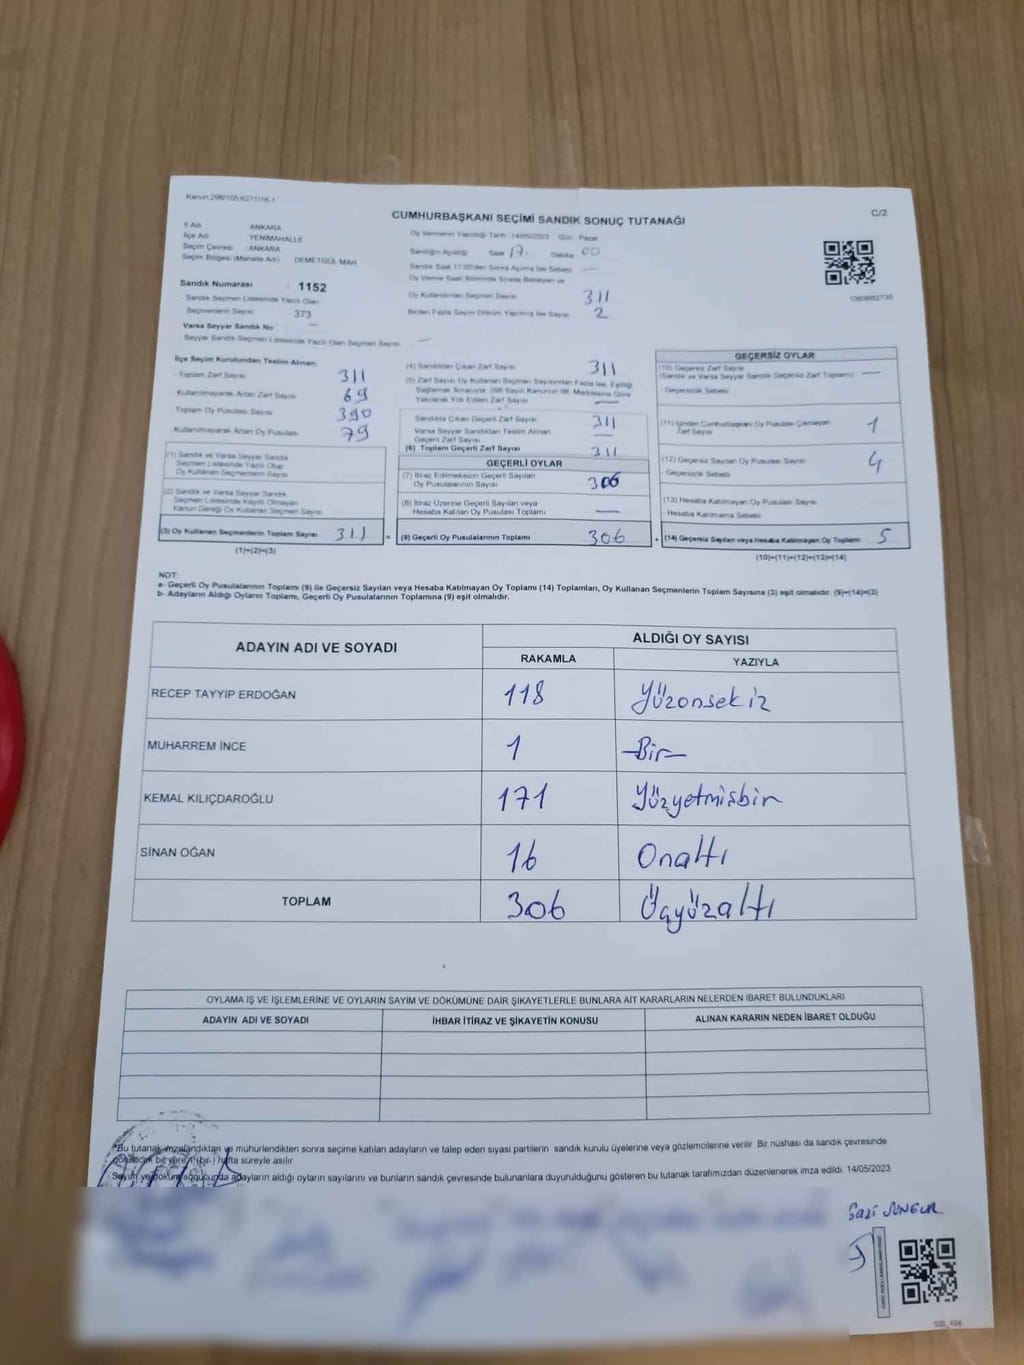 Kanun:298/105,6271/18-1
CUMHURBAŞKANI SEÇİMİ SANDIK SONUÇ TUTANAĞI
C/2
İl Adı ANKARA
İlçe Adı YENİMAHALLE
Seçim Çevresi : ANKARA
Seçim Bölgesi (Mahalle Adı) DEMETGÜL MAH
Sandık Numarası : 1152
Sandık Seçmen Listesinde Yazılı Olan
Seçmenlerin Sayısı 373
Varsa Seyyar Sandık No —
Seyyar Sandık Listesinde Yazılı Olan Seçmen Sayısı —
Oy Vermenin Yapıldığı Tarih 14/05/2023 Gün Pazar
Sandığın Açıldığı Saat 17 Dakika 00
Sandık Saat 17.00'den Sonra Açılmış İse Sebebi —
Oy Verme Saati Bitiminde Sırada Bekleyen ve
Oy Kullandırılan Seçmen Sayısı 311
Birden Fazla Sayım Döküm Yapılmış İse Sayısı 2
1090682735
İlçe Seçim Kurulundan Teslim Alınan:
- Toplam Zarf Sayısı 311
- Kullanılmayarak Artan Zarf Sayısı 69
- Toplam Oy Pusulası Sayısı 390
- Kullanılmayarak Artan Oy Pusulası 79
(1) Sandık ve Varsa Seyyar Sandık
Seçmen Listesinde Yazılı Olup
Oy Kullanan Seçmenlerin Sayısı
(2) Sandık ve Varsa Seyyar Sandık
Seçmen Listesinde Kayıtlı Olmayan
Kanun Gereği Oy Kullanan Seçmen Sayısı
(3) Oy Kullanan Seçmenlerin Toplam Sayısı 311 =
(1)+(2)=(3)
(4) Sandıktan Çıkan Zarf Sayısı 311
(5) Zarf Sayısı Oy Kullanan Seçmen Sayısından Fazla İse, Eşitliği
Sağlamak Amacıyla, 298 Sayılı Kanunun 98. Maddesine Göre
Yakılarak Yok Edilen Zarf Sayısı —
Sandıkta Çıkan Geçerli Zarf Sayısı 311
Varsa Seyyar Sandıktan Teslim Alınan
Geçerli Zarf Sayısı —
(6) Toplam Geçerli Zarf Sayısı 311
GEÇERLİ OYLAR
(7) İtiraz Edilmeksizin Geçerli Sayılan
Oy Pusulalarının Sayısı 306
(8) İtiraz Üzerine Geçerli Sayılan veya
Hesaba Katılan Oy Pusulası Toplamı —
(9) Geçerli Oy Pusulalarının Toplamı 306 +
GEÇERSİZ OYLAR
(10) Geçersiz Zarf Sayısı
(Sandık ve Varsa Seyyar Sandık Geçersiz Zarf Toplamı) —
Geçersizlik Sebebi
(11) İçinden Cumhurbaşkanı Oy Pusulası Çıkmayan
Zarf Sayısı 1
(12) Geçersiz Sayılan Oy Pusulası Sayısı 4
Geçersizlik Sebebi
(13) Hesaba Katılmayan Oy Pusulası Sayısı
Hesaba Katılmama Sebebi
(14) Geçersiz Sayılan veya Hesaba Katılmayan Oy Toplamı 5
(10)+(11)+(12)+(13)=(14)
NOT:
a- Geçerli Oy Pusulalarının Toplamı (9) ile Geçersiz Sayılan veya Hesaba Katılmayan Oy Toplamı (14) Toplamları, Oy Kullanan Seçmenlerin Toplam Sayısına (3) eşit olmalıdır. (9)+(14)=(3)
b- Adayların Aldığı Oyların Toplamı, Geçerli Oy Pusulalarının Toplamına (9) eşit olmalıdır.
ADAYIN ADI VE SOYADI
ALDIĞI OY SAYISI
RAKAMLA YAZIYLA
RECEP TAYYİP ERDOĞAN 118 Yüzonsekiz
MUHARREM İNCE 1 —Bir—
KEMAL KILIÇDAROĞLU 171 Yüzyetmişbir
SİNAN OĞAN 16 Onaltı
TOPLAM 306 Üçyüzaltı
OYLAMA İŞ VE İŞLEMLERİNE VE OYLARIN SAYIM VE DÖKÜMÜNE DAİR ŞİKAYETLERLE BUNLARA AİT KARARLARIN NELERDEN İBARET BULUNDUKLARI
ADAYIN ADI VE SOYADI İHBAR İTİRAZ VE ŞİKAYETİN KONUSU ALINAN KARARIN NEDEN İBARET OLDUĞU
*Bu tutanak imzalandıktan ve mühürlendikten sonra seçime katılan adayların ve talep eden siyasi partilerin sandık kurulu üyelerine veya gözlemcilerine verilir. Bir nüshası da sandık çevresinde
görülecek bir yere (bir-) hafta süreyle asılır
Sayım ve döküm sonucunda adayların aldığı oyların sayılarını ve bunların sandık çevresinde bulunanlara duyurulduğunu gösteren bu tutanak tarafımızdan düzenlenerek imza edildi. 14/05/2023